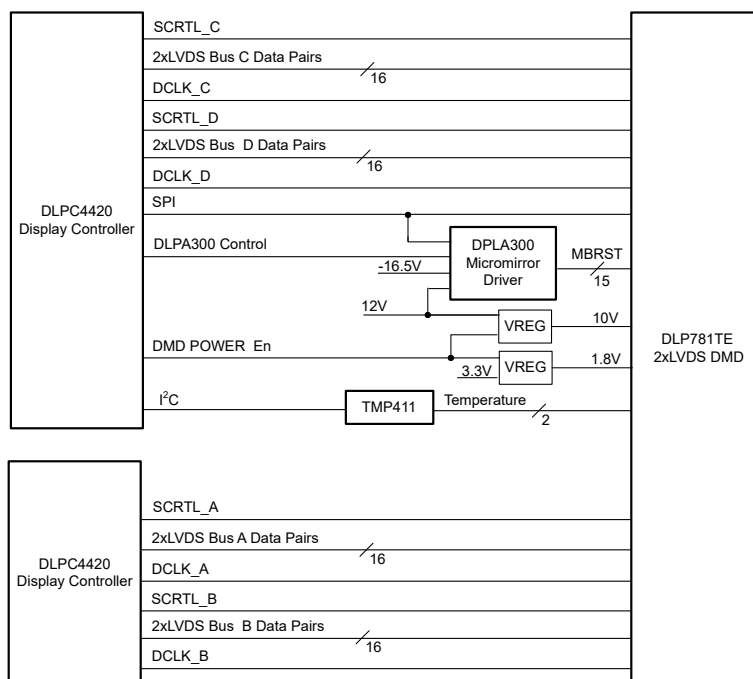 SCRTL_C
2xLVDS Bus C Data Pairs
16
DCLK_C
SCRTL_D
2xLVDS Bus  D Data Pairs
16
DCLK_D
SPI
DLPC4420
Display Controller
DLPA300 Control
-16.5V
DPLA300
Micromirror
Driver
MBRST
15
12V
VREG
10V
DMD POWER  En
3.3V
VREG
1.8V
DLP781TE
2xLVDS DMD
I²C
TMP411
Temperature
2
SCRTL_A
2xLVDS Bus A Data Pairs
16
DLPC4420
Display Controller
DCLK_A
SCRTL_B
2xLVDS Bus  B Data Pairs
16
DCLK_B